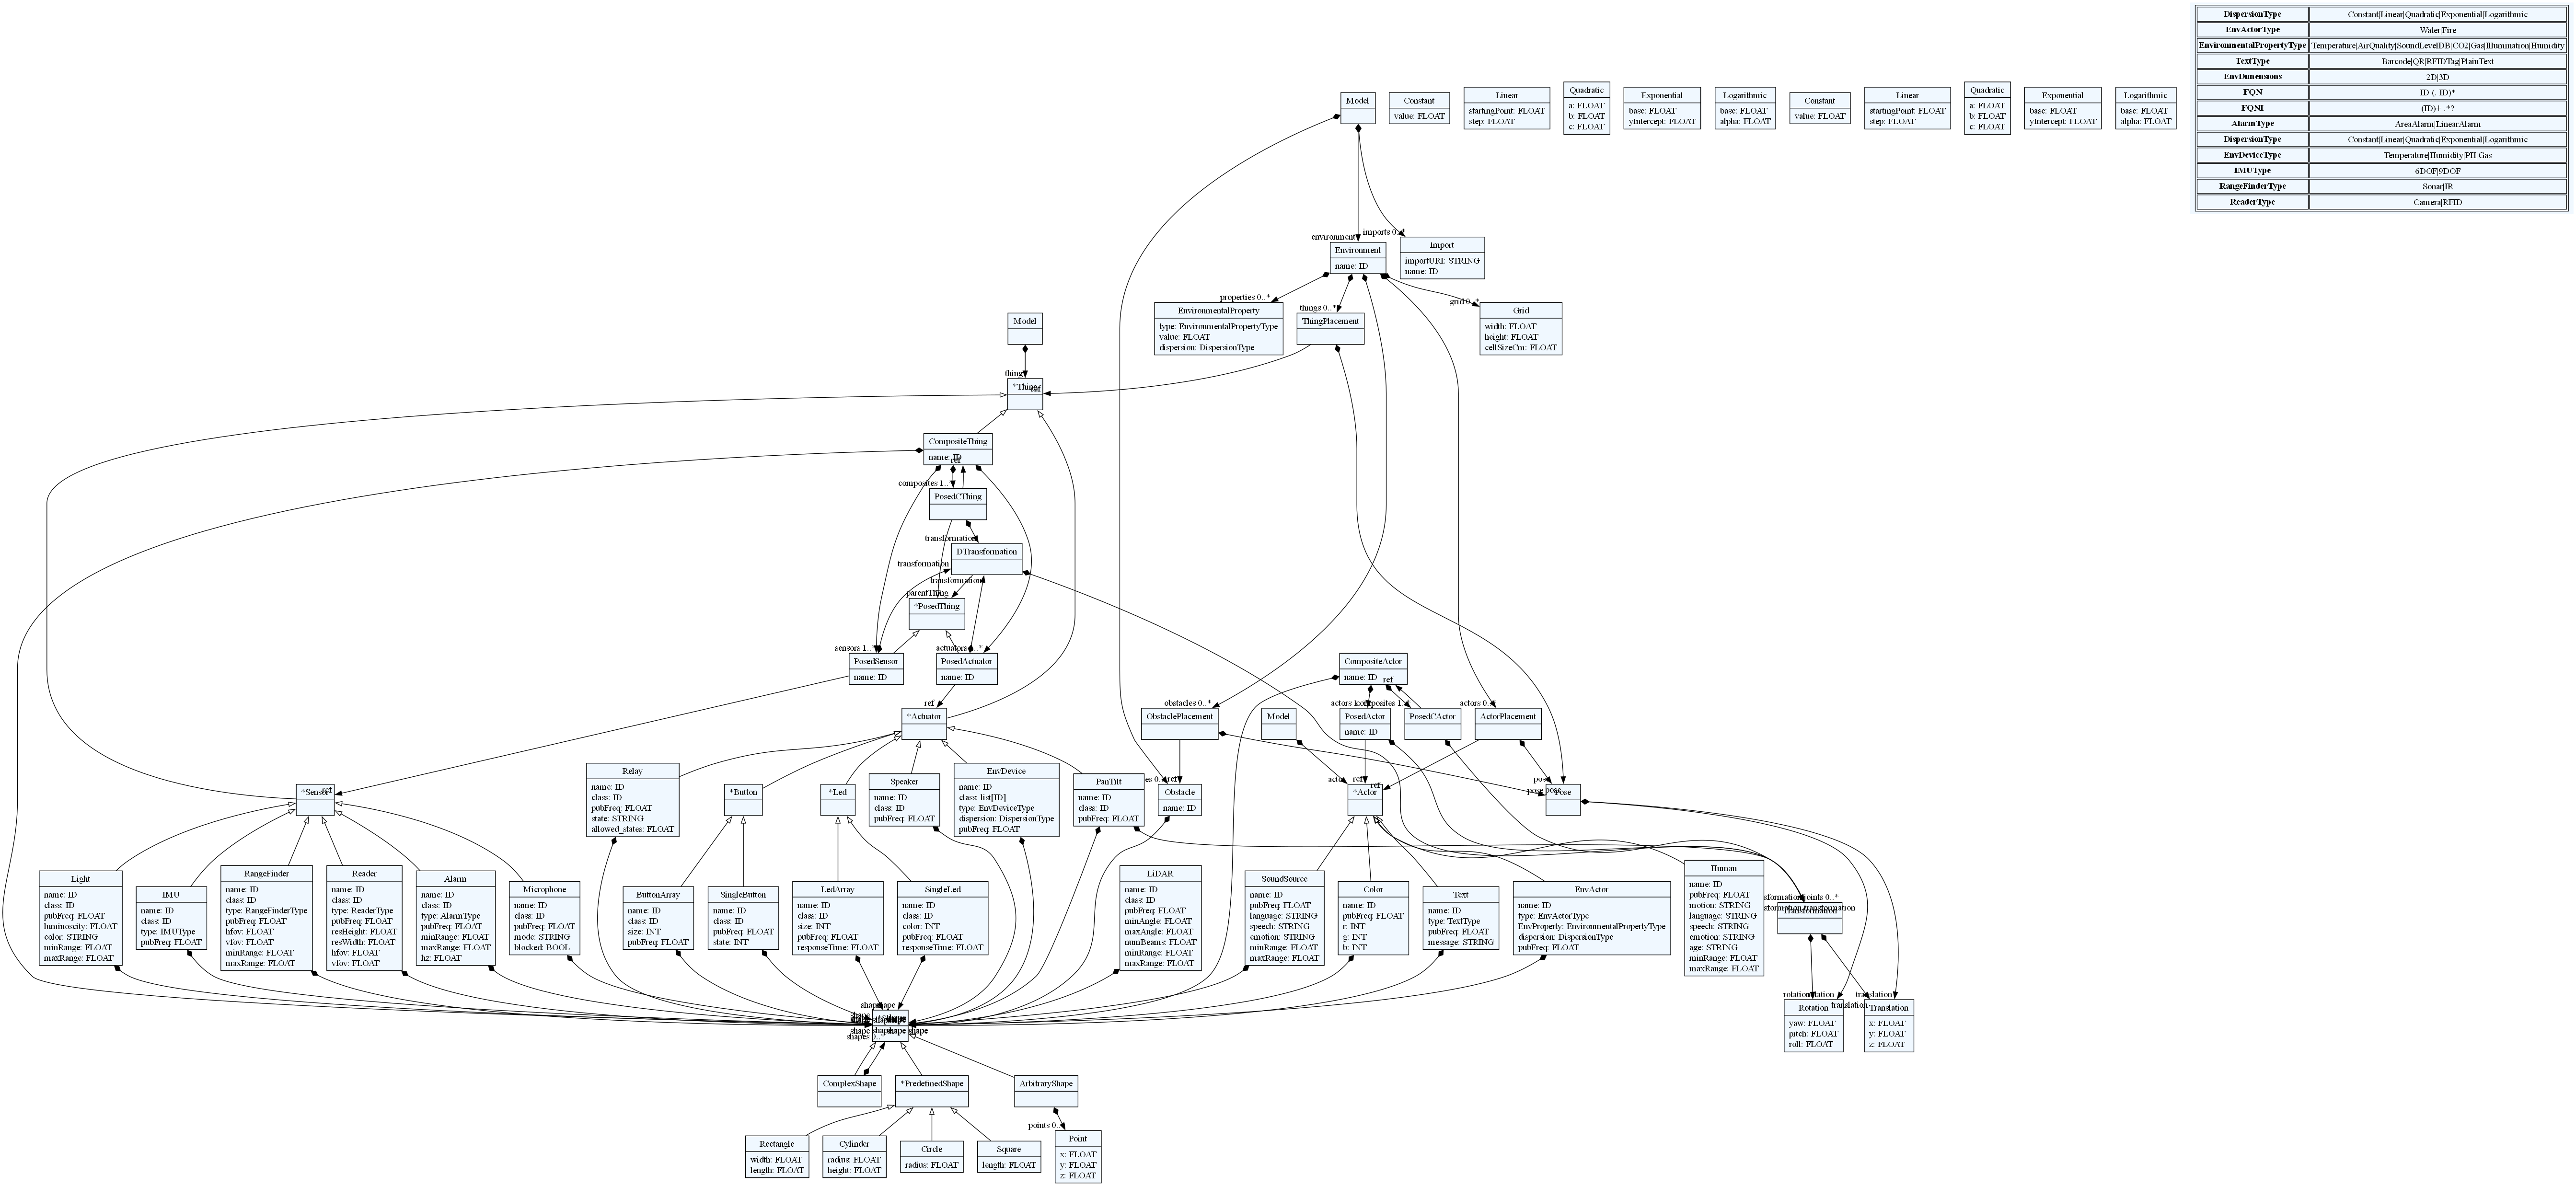 DispersionType Constant|Linear|Quadratic|Exponential|Logarithmic
EnvActorType Water|Fire
EnvironmentalPropertyType Temperature|AirQuality|SoundLevelDB|CO2|Gas|Illumination|Humidity
TextType Barcode|QR|RFIDTag|PlainText
EnvDimensions 2D|3D
FQN ID (. ID)*
FQNI (ID)+ .*?
AlarmType AreaAlarm|LinearAlarm
DispersionType Constant|Linear|Quadratic|Exponential|Logarithmic
EnvDeviceType Temperature|Humidity|PH|Gas
IMUType 6DOF|9DOF
RangeFinderType Sonar|IR
ReaderType Camera|RFID
Model
Constant
value: FLOAT
Linear
startingPoint: FLOAT
step: FLOAT
Quadratic
a: FLOAT
b: FLOAT
c: FLOAT
Exponential
base: FLOAT
yIntercept: FLOAT
Logarithmic
base: FLOAT
alpha: FLOAT
Constant
value: FLOAT
Linear
startingPoint: FLOAT
step: FLOAT
Quadratic
a: FLOAT
b: FLOAT
c: FLOAT
Exponential
base: FLOAT
yIntercept: FLOAT
Logarithmic
base: FLOAT
alpha: FLOAT
environment
imports 0..*
Environment
name: ID
Import
importURI: STRING
name: ID
properties 0..*
things 0..*
grid 0..*
EnvironmentalProperty
type: EnvironmentalPropertyType
value: FLOAT
dispersion: DispersionType
ThingPlacement
Grid
width: FLOAT
height: FLOAT
cellSizeCm: FLOAT
Model
thing
*Thing
ref
CompositeThing
name: ID
ref
composites 1..*
PosedCThing
transformation
DTransformation
transformation
transformation
parentThing
*PosedThing
sensors 1..*
actuators 1..*
PosedSensor
name: ID
PosedActuator
name: ID
ref
*Actuator
CompositeActor
name: ID
ref
obstacles 0..*
actors 1..*
composites 1..*
actors 0..*
ObstaclePlacement
Model
PosedActor
name: ID
PosedCActor
ActorPlacement
*Sensor
ref
Relay
name: ID
class: ID
pubFreq: FLOAT
state: STRING
allowed_states: FLOAT
*Button
*Led
Speaker
name: ID
class: ID
pubFreq: FLOAT
EnvDevice
name: ID
class: list[ID]
type: EnvDeviceType
dispersion: DispersionType
pubFreq: FLOAT
PanTilt
name: ID
class: ID
pubFreq: FLOAT
ref
Obstacle
name: ID
ref
ref
*Actor
pose
pose pose
Pose
Light
name: ID
class: ID
pubFreq: FLOAT
luminosity: FLOAT
color: STRING
minRange: FLOAT
maxRange: FLOAT
IMU
name: ID
class: ID
type: IMUType
pubFreq: FLOAT
RangeFinder
name: ID
class: ID
type: RangeFinderType
pubFreq: FLOAT
hfov: FLOAT
vfov: FLOAT
minRange: FLOAT
maxRange: FLOAT
Reader
name: ID
class: ID
type: ReaderType
pubFreq: FLOAT
resHeight: FLOAT
resWidth: FLOAT
hfov: FLOAT
vfov: FLOAT
Alarm
name: ID
class: ID
type: AlarmType
pubFreq: FLOAT
minRange: FLOAT
maxRange: FLOAT
hz: FLOAT
Microphone
name: ID
class: ID
pubFreq: FLOAT
mode: STRING
blocked: BOOL
ButtonArray
name: ID
class: ID
size: INT
pubFreq: FLOAT
SingleButton
name: ID
class: ID
pubFreq: FLOAT
state: INT
LedArray
name: ID
class: ID
size: INT
pubFreq: FLOAT
responseTime: FLOAT
SingleLed
name: ID
class: ID
color: INT
pubFreq: FLOAT
responseTime: FLOAT
LiDAR
name: ID
class: ID
pubFreq: FLOAT
minAngle: FLOAT
maxAngle: FLOAT
numBeams: FLOAT
minRange: FLOAT
maxRange: FLOAT
SoundSource
name: ID
pubFreq: FLOAT
language: STRING
speech: STRING
emotion: STRING
minRange: FLOAT
maxRange: FLOAT
Color
name: ID
pubFreq: FLOAT
r: INT
g: INT
b: INT
Text
name: ID
type: TextType
pubFreq: FLOAT
message: STRING
EnvActor
name: ID
type: EnvActorType
EnvProperty: EnvironmentalPropertyType
dispersion: DispersionType
pubFreq: FLOAT
Human
name: ID
pubFreq: FLOAT
motion: STRING
language: STRING
speech: STRING
emotion: STRING
age: STRING
minRange: FLOAT
maxRange: FLOAT
Transformation
rotation
translation
translation
Rotation
yaw: FLOAT
pitch: FLOAT
roll: FLOAT
Translation
x: FLOAT
y: FLOAT
z: FLOAT
shape
shapes 0..*
ComplexShape
*PredefinedShape
ArbitraryShape
points 0..*
Rectangle
width: FLOAT
length: FLOAT
Cylinder
radius: FLOAT
height: FLOAT
Circle
radius: FLOAT
Square
length: FLOAT
Point
x: FLOAT
y: FLOAT
z: FLOAT